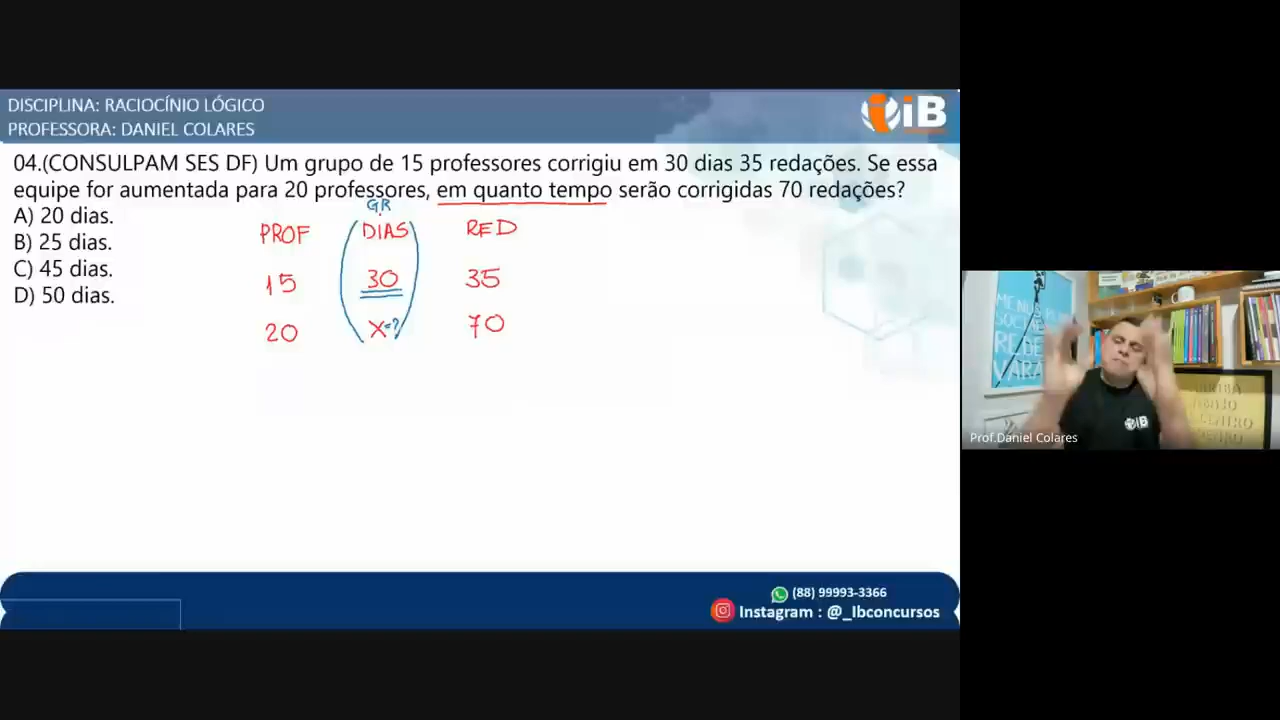 DISCIPLINA: RACIOCÍNIO LÓGICO
PROFESSORA: DANIEL COLARES
iB
04.(CONSULPAM SES DF) Um grupo de 15 professores corrigiu em 30 dias 35 redações. Se essa
equipe for aumentada para 20 professores, em quanto tempo serão corrigidas 70 redações?
A) 20 dias.
B) 25 dias.
C) 45 dias.
D) 50 dias.
GR
PROF DIAS RED
15 30 35
20 X=? 70
(88) 99993-3366
Instagram : @_Ibconcursos
REDE
VARA
iB
Prof.Daniel Colares